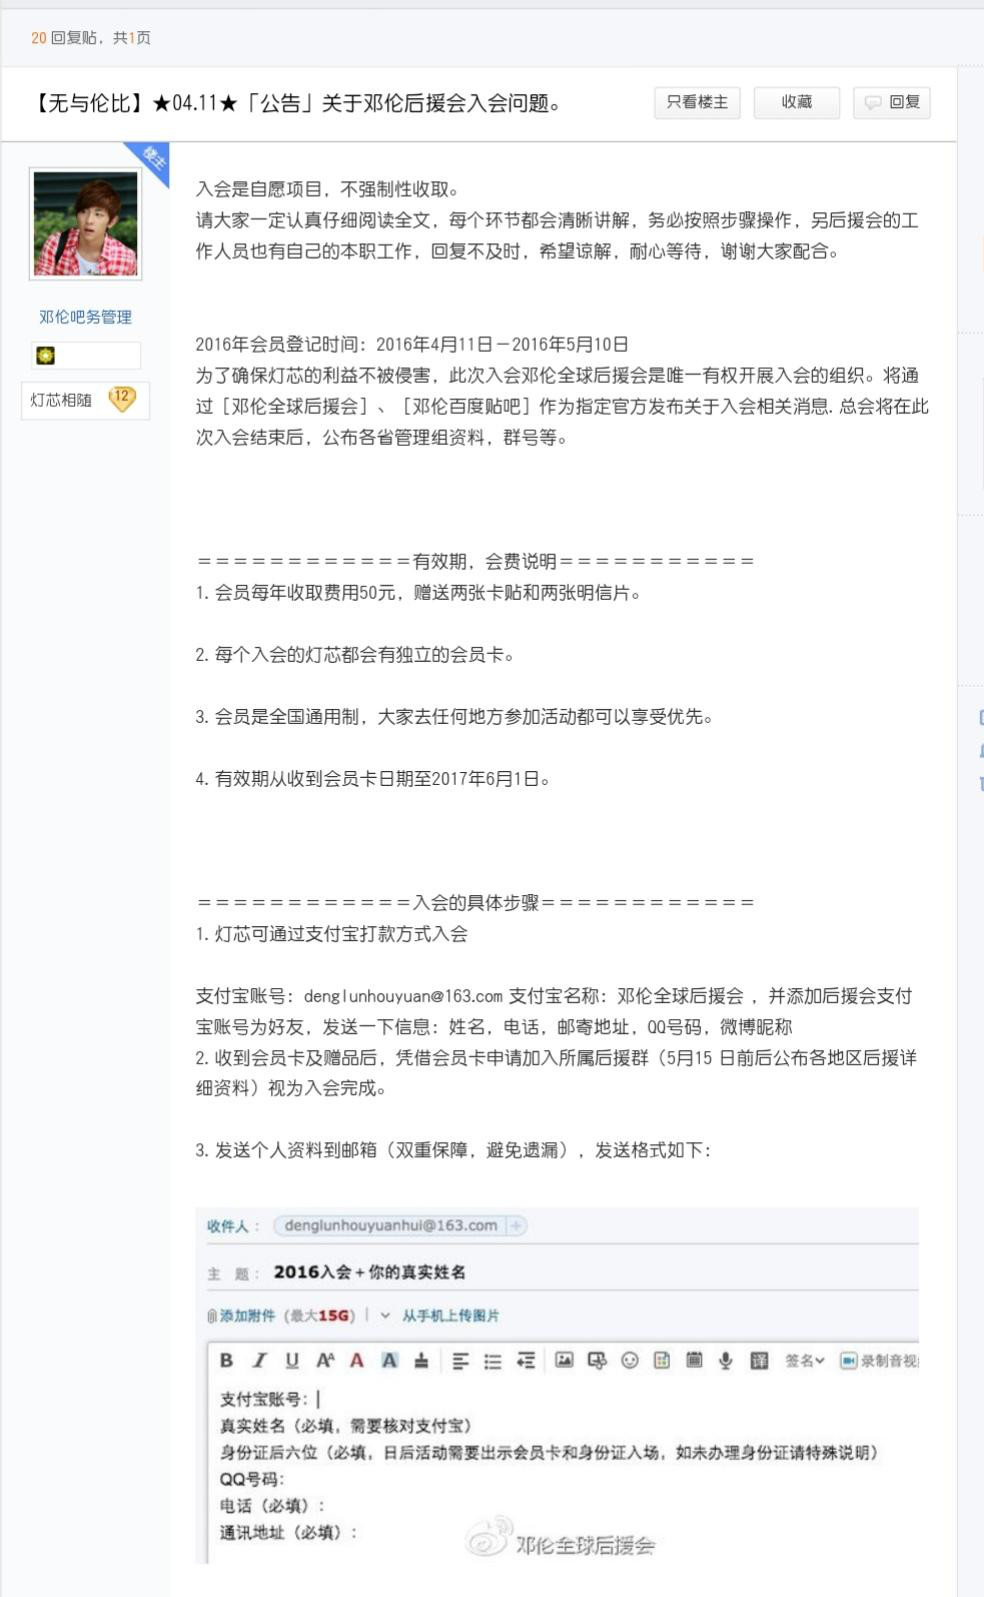 20 回复贴，共1页
【无与伦比】★04.11★「公告」关于邓伦后援会入会问题。
只看楼主
收藏
回复
楼主
邓伦吧务管理
灯芯相随 12
入会是自愿项目，不强制性收取。
请大家一定认真仔细阅读全文，每个环节都会清晰讲解，务必按照步骤操作，另后援会的工
作人员也有自己的本职工作，回复不及时，希望谅解，耐心等待，谢谢大家配合。
2016年会员登记时间：2016年4月11日－2016年5月10日
为了确保灯芯的利益不被侵害，此次入会邓伦全球后援会是唯一有权开展入会的组织。将通
过［邓伦全球后援会］、［邓伦百度贴吧］作为指定官方发布关于入会相关消息. 总会将在此
次入会结束后，公布各省管理组资料，群号等。
＝＝＝＝＝＝＝＝＝＝＝＝有效期，会费说明＝＝＝＝＝＝＝＝＝＝＝
1. 会员每年收取费用50元，赠送两张卡贴和两张明信片。
2. 每个入会的灯芯都会有独立的会员卡。
3. 会员是全国通用制，大家去任何地方参加活动都可以享受优先。
4. 有效期从收到会员卡日期至2017年6月1日。
＝＝＝＝＝＝＝＝＝＝＝＝入会的具体步骤＝＝＝＝＝＝＝＝＝＝＝＝
1. 灯芯可通过支付宝打款方式入会
支付宝账号：denglunhouyuan@163.com 支付宝名称：邓伦全球后援会 ，并添加后援会支付
宝账号为好友，发送一下信息：姓名，电话，邮寄地址，QQ号码，微博昵称
2. 收到会员卡及赠品后，凭借会员卡申请加入所属后援群（5月15 日前后公布各地区后援详
细资料）视为入会完成。
3. 发送个人资料到邮箱（双重保障，避免遗漏），发送格式如下：
收件人： denglunhouyuanhui@163.com +
主 题： 2016入会＋你的真实姓名
添加附件（最大15G） | 从手机上传图片
B I U AA A A 签名 录制音视
支付宝账号：
真实姓名（必填，需要核对支付宝）
身份证后六位（必填，日后活动需要出示会员卡和身份证入场，如未办理身份证请特殊说明）
QQ号码：
电话（必填）：
通讯地址（必填）：
邓伦全球后援会